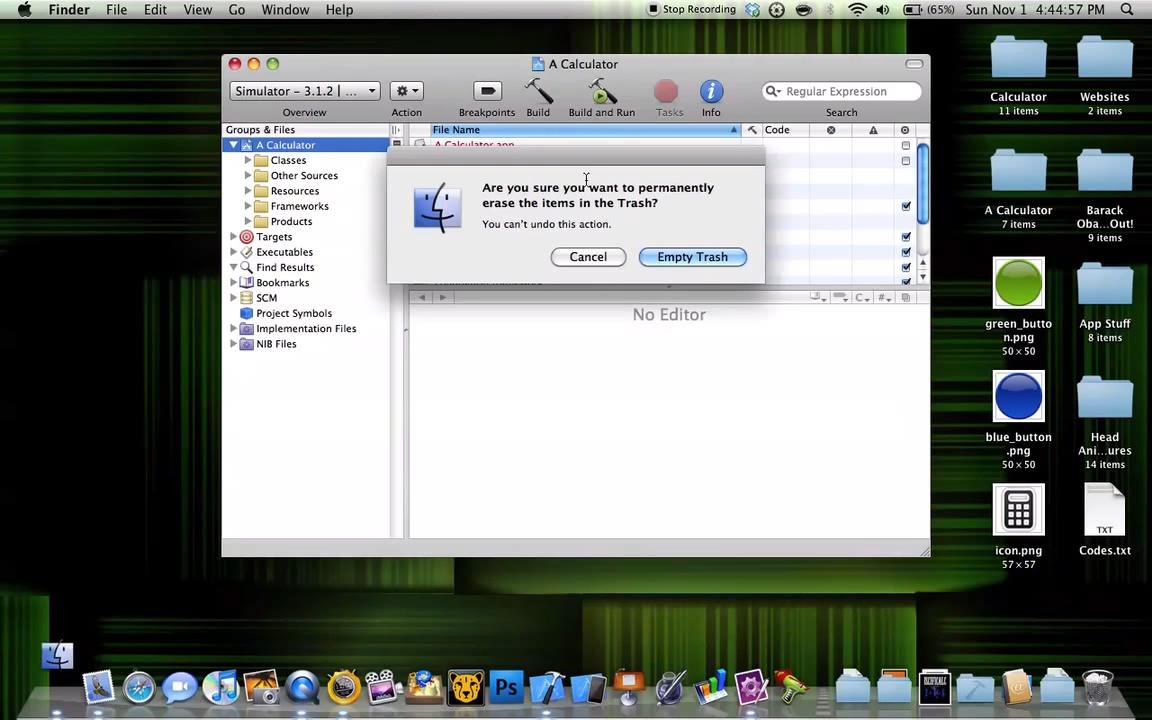 Finder File Edit View Go Window Help Stop Recording (65%) Sun Nov 1 4:44:57 PM
A Calculator
Simulator - 3.1.2 | ...
Regular Expression
Overview Action Breakpoints Build Build and Run Tasks Info Search
Groups & Files
File Name
Code
A Calculator
A Calculator.app
Classes
Other Sources
Resources
Frameworks
Products
Targets
Executables
Find Results
Bookmarks
SCM
Project Symbols
Implementation Files
NIB Files
Are you sure you want to permanently
erase the items in the Trash?
You can't undo this action.
Cancel
Empty Trash
No Editor
Calculator
11 items
Websites
2 items
A Calculator
7 items
Barack
Oba...Out!
9 items
green_butto
n.png
50×50
App Stuff
8 items
blue_button
.png
50×50
Head
Ani...ures
14 items
icon.png
57×57
TXT
Codes.txt
Ps